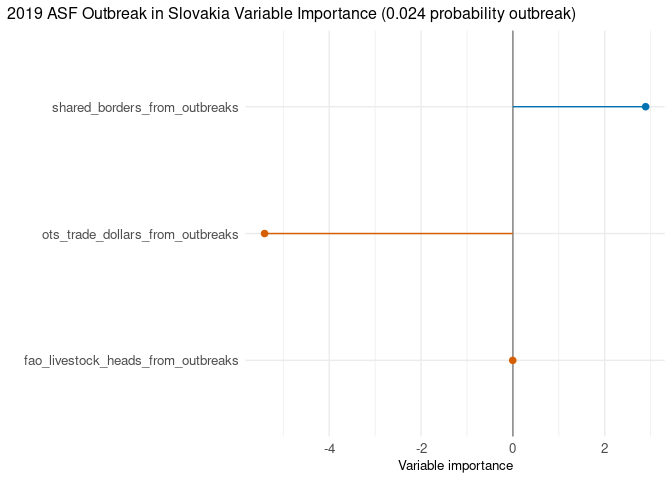 2019 ASF Outbreak in Slovakia Variable Importance (0.024 probability outbreak)
shared_borders_from_outbreaks
ots_trade_dollars_from_outbreaks
fao_livestock_heads_from_outbreaks
-4 -2 0 2
Variable importance